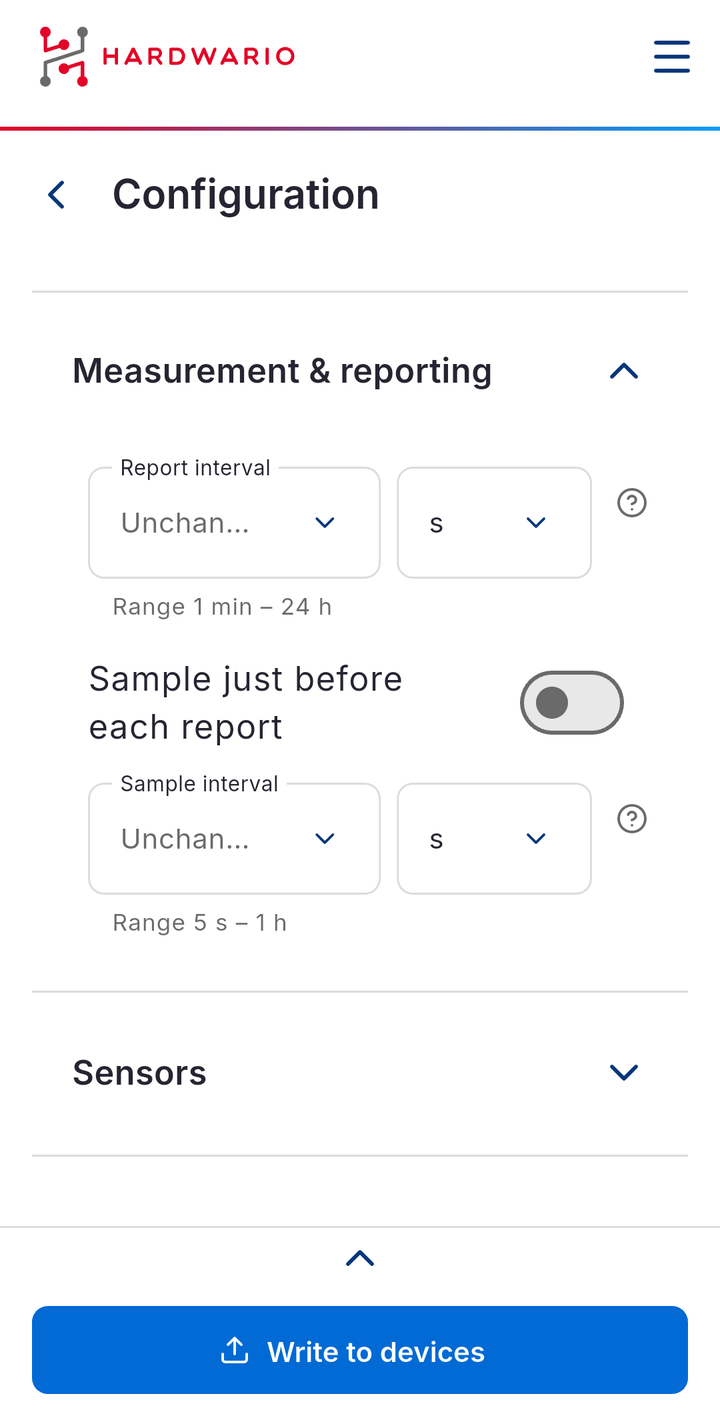 HARDWARIO
Configuration
Measurement & reporting
Report interval
Unchan...
s
Range 1 min – 24 h
Sample just before
each report
Sample interval
Unchan...
s
Range 5 s – 1 h
Sensors
Write to devices